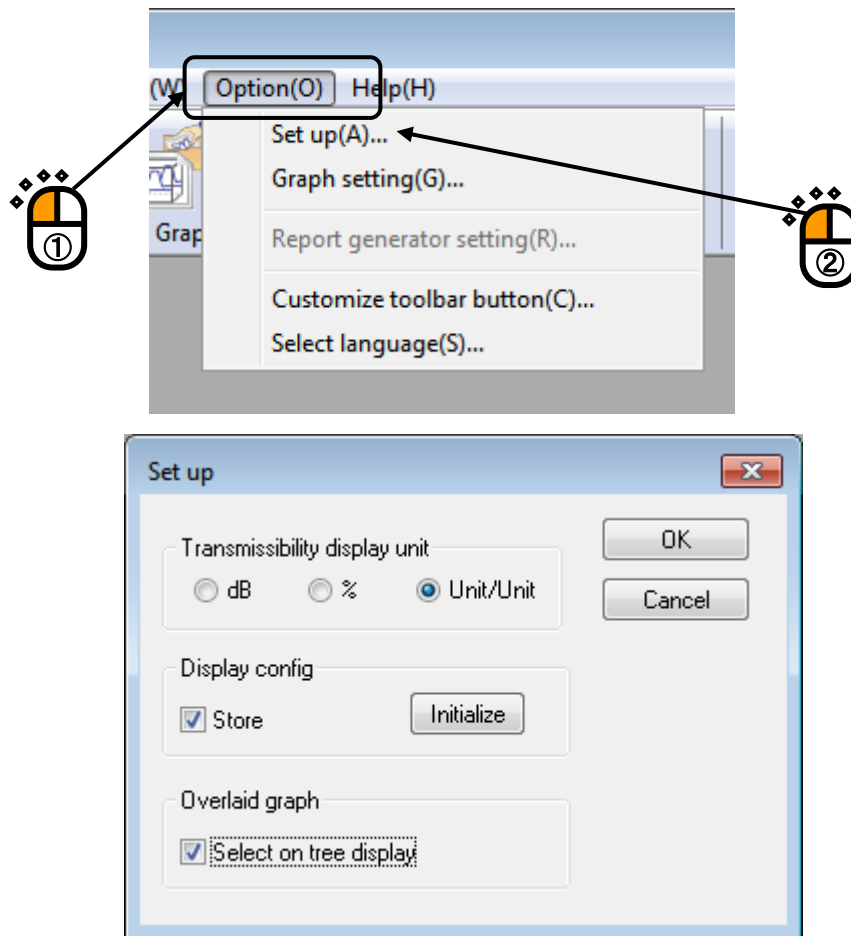 (W) Option(O) Help(H)
Set up(A)...
①
Graph setting(G)...
②
Grap
Report generator setting(R)...
Customize toolbar button(C)...
Select language(S)...
Set up
Transmissibility display unit
OK
dB % Unit/Unit
Cancel
Display config
Store Initialize
Overlaid graph
Select on tree display